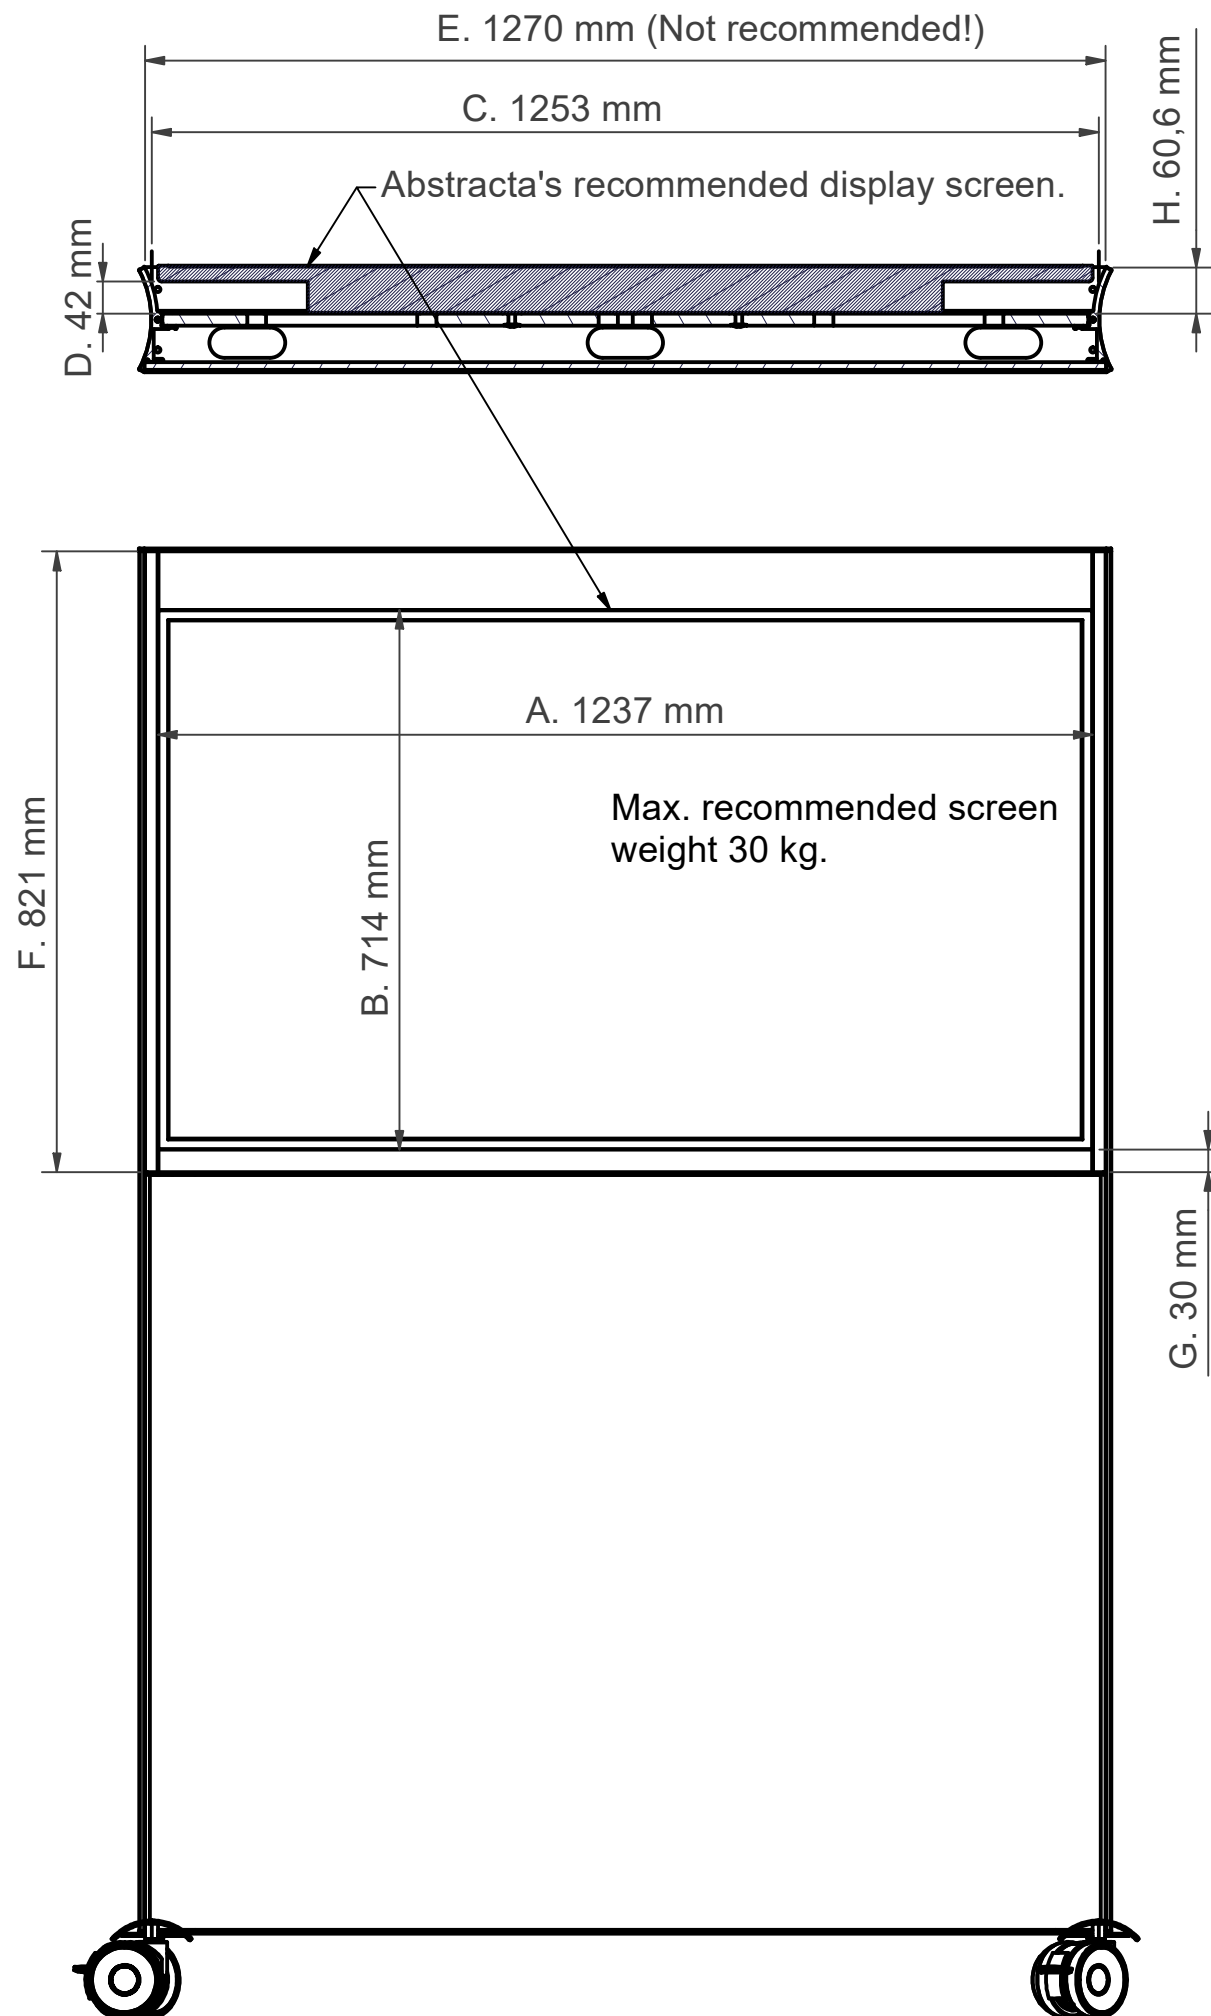 E. 1270 mm (Not recommended!)
C. 1253 mm
H. 60,6 mm
Abstracta's recommended display screen.
D. 42 mm
A. 1237 mm
Max. recommended screen
weight 30 kg.
F. 821 mm
B. 714 mm
G. 30 mm